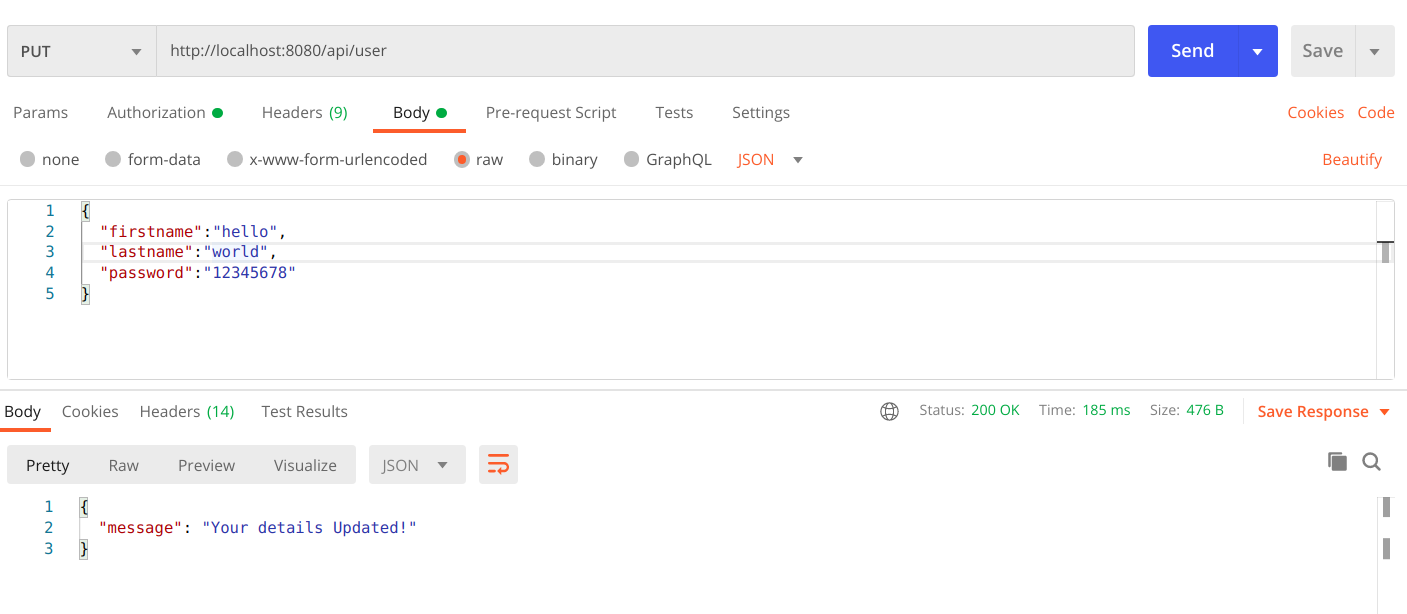 PUT http://localhost:8080/api/user Send Save
Params Authorization Headers (9) Body Pre-request Script Tests Settings Cookies Code
none form-data x-www-form-urlencoded raw binary GraphQL JSON Beautify
1 {
2 "firstname":"hello",
3 "lastname":"world",
4 "password":"12345678"
5 }
Body Cookies Headers (14) Test Results Status: 200 OK Time: 185 ms Size: 476 B Save Response
Pretty Raw Preview Visualize JSON
1 {
2 "message": "Your details Updated!"
3 }